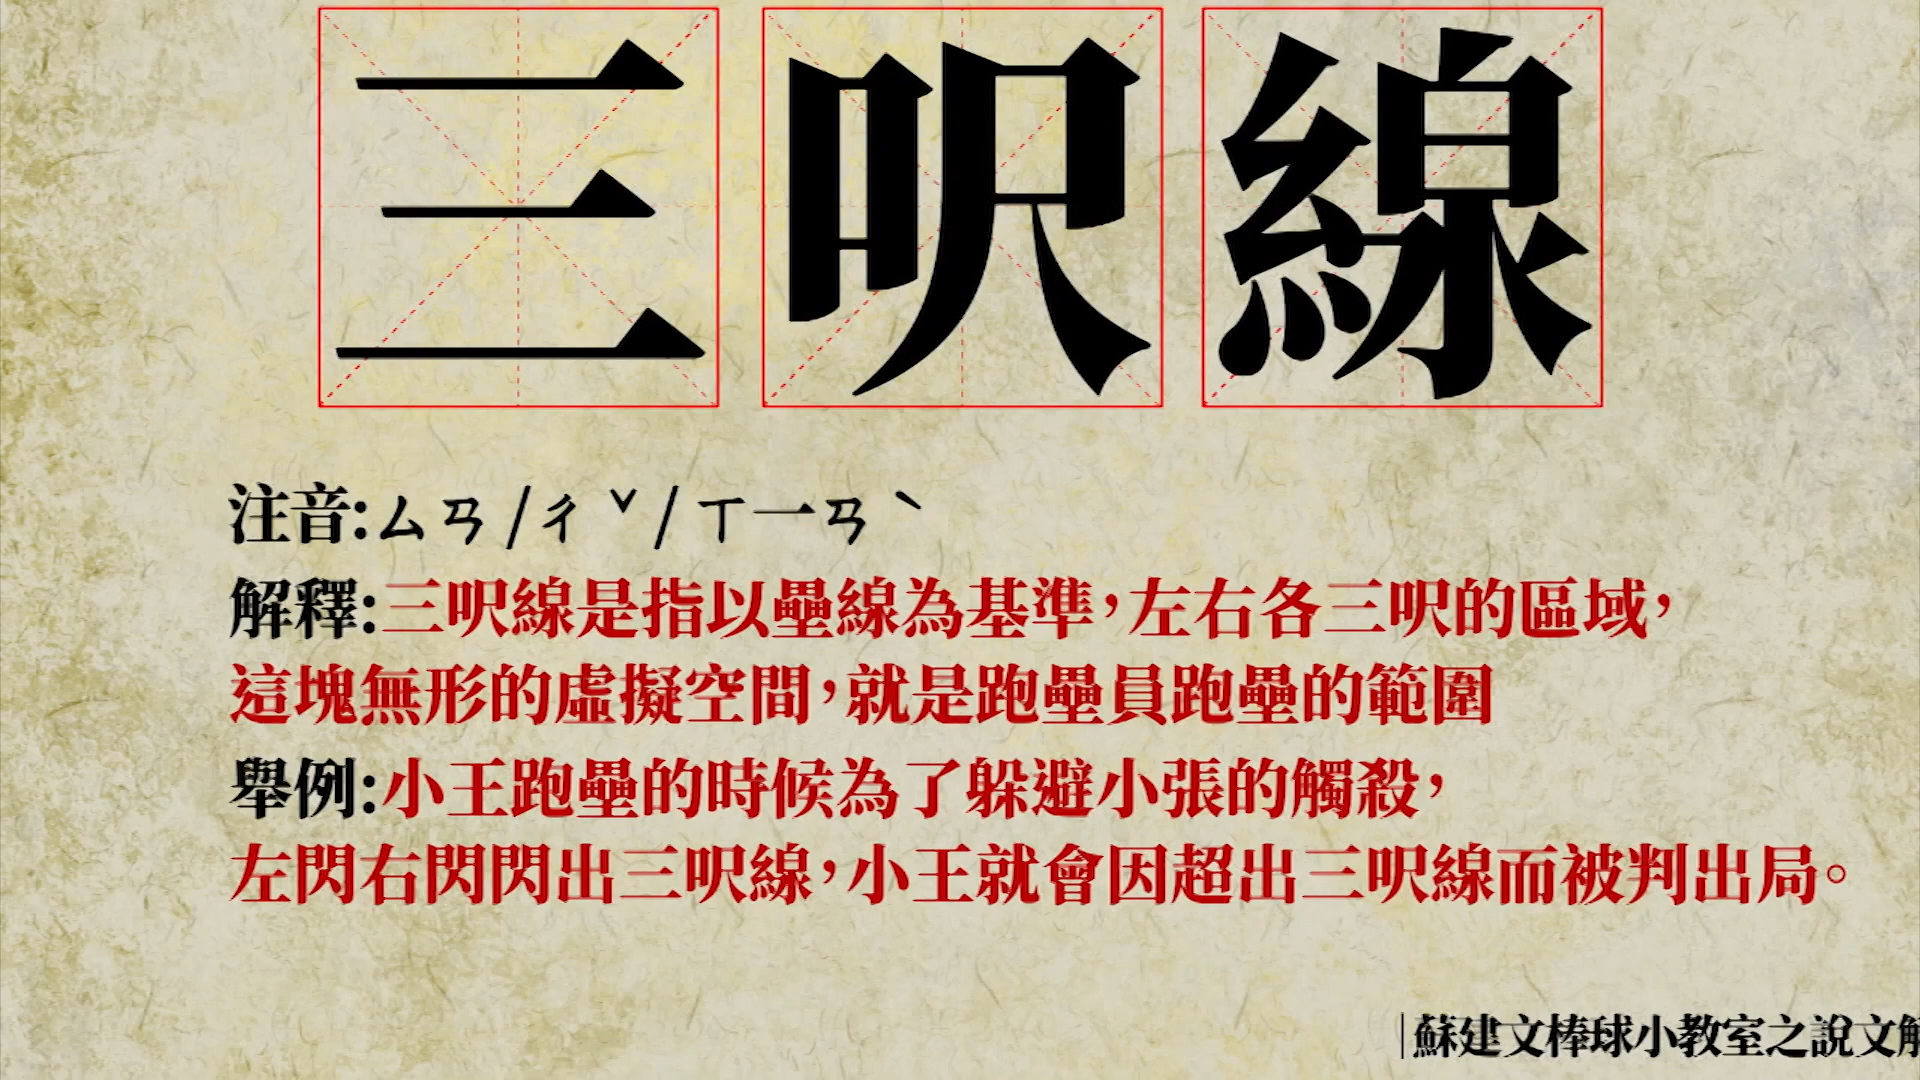 三呎線
注音:ㄙㄢ/ㄔˇ/ㄒㄧㄢˋ
解釋:三呎線是指以壘線為基準,左右各三呎的區域,
這塊無形的虛擬空間,就是跑壘員跑壘的範圍
舉例:小王跑壘的時候為了躲避小張的觸殺,
左閃右閃閃出三呎線,小王就會因超出三呎線而被判出局。
|蘇建文棒球小教室之說文解